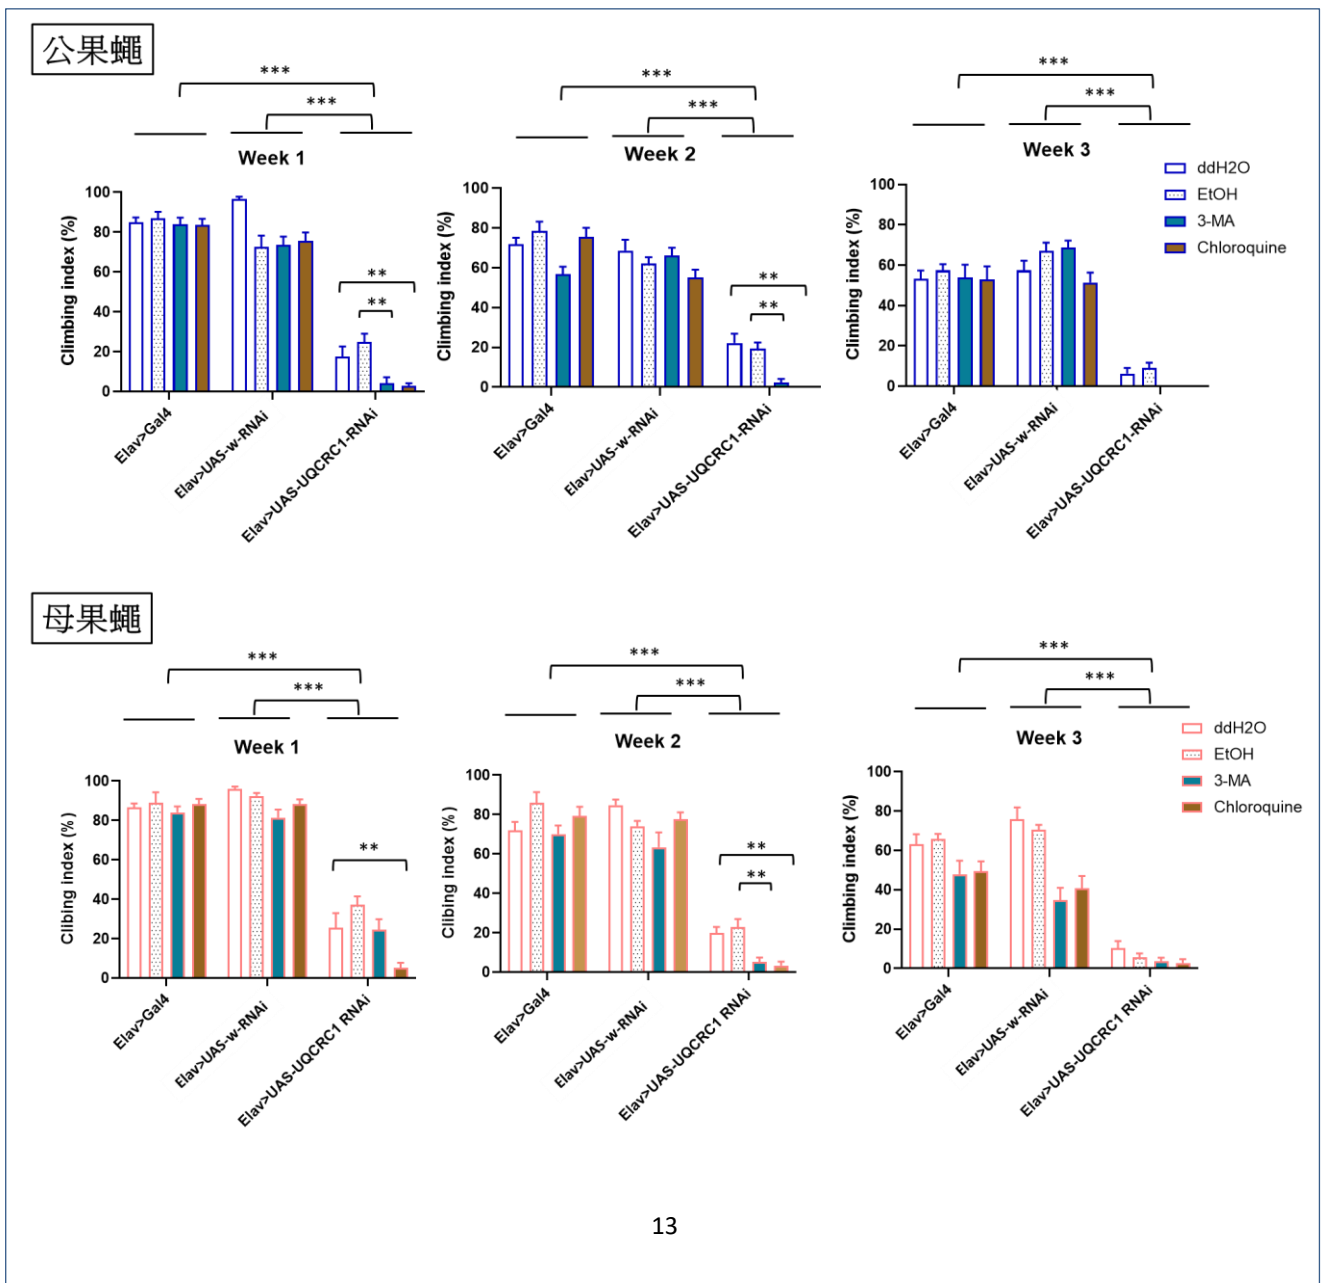 公果蠅
***
***
***
***
***
***
Week 1
Week 2
Week 3
ddH2O
EtOH
3-MA
Chloroquine
Climbing index (%)
100
80
60
40
20
0
**
**
Elav>Gal4
Elav>UAS-w-RNAi
Elav>UAS-UQCRC1-RNAi
Climbing index (%)
100
80
60
40
20
0
**
**
Elav>Gal4
Elav>UAS-w-RNAi
Elav>UAS-UQCRC1-RNAi
Climbing index (%)
100
80
60
40
20
0
Elav>Gal4
Elav>UAS-w-RNAi
Elav>UAS-UQCRC1-RNAi
母果蠅
***
***
***
***
***
***
Week 1
Week 2
Week 3
ddH2O
EtOH
3-MA
Chloroquine
Clibing index (%)
100
80
60
40
20
0
**
Elav>Gal4
Elav>UAS-w-RNAi
Elav>UAS-UQCRC1 RNAi
Clibing index (%)
100
80
60
40
20
0
**
**
Elav>Gal4
Elav>UAS-w-RNAi
Elav>UAS-UQCRC1 RNAi
Climbing index (%)
100
80
60
40
20
0
Elav>Gal4
Elav>UAS-w-RNAi
Elav>UAS-UQCRC1 RNAi
13